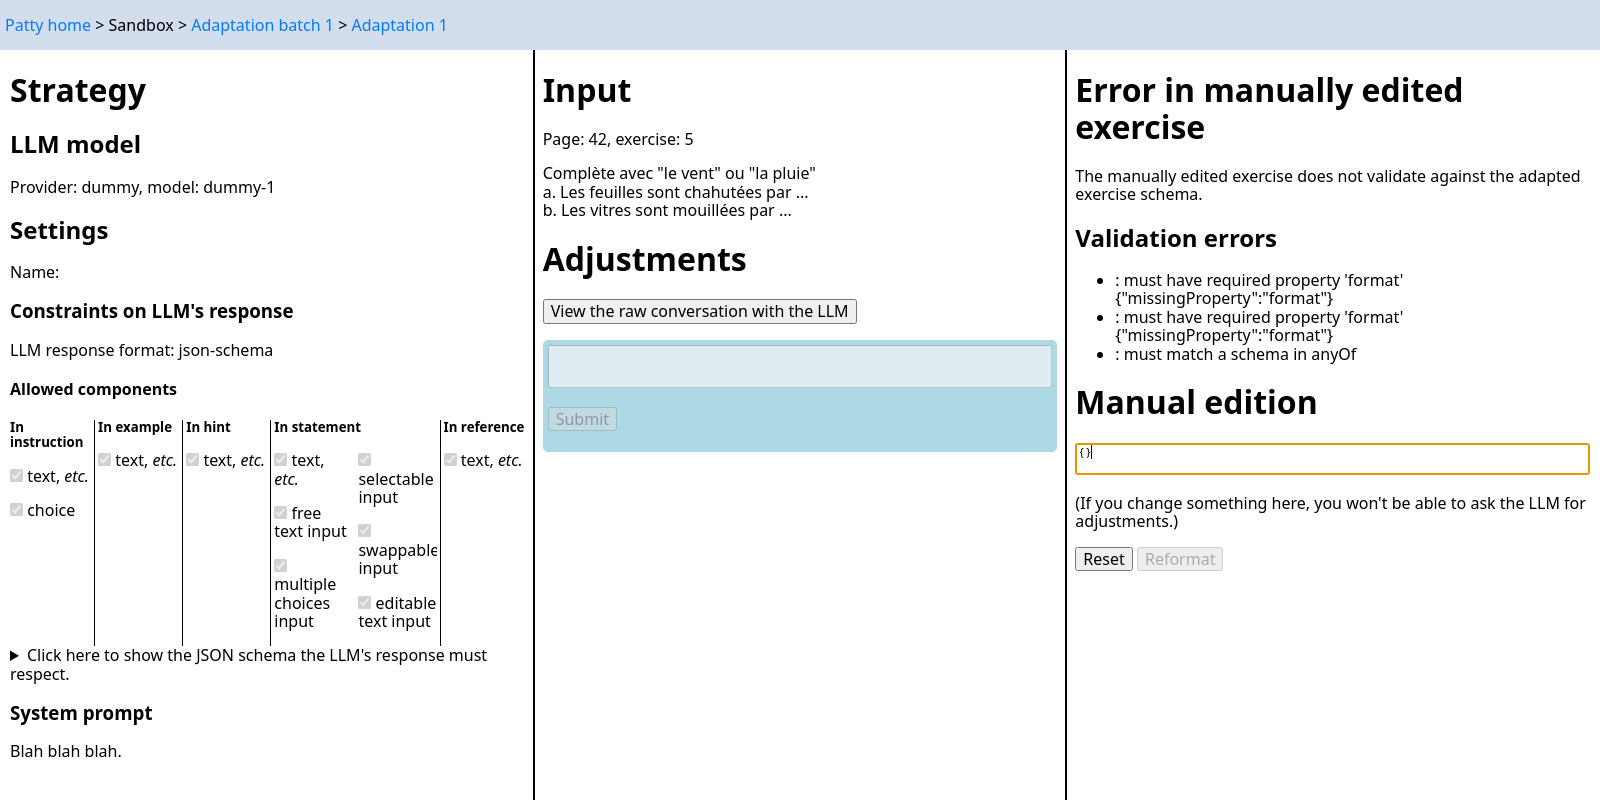 Patty home > Sandbox > Adaptation batch 1 > Adaptation 1
Strategy
LLM model
Provider: dummy, model: dummy-1
Settings
Name:
Constraints on LLM's response
LLM response format: json-schema
Allowed components
In
instruction
text, etc.
choice
In example
text, etc.
In hint
text, etc.
In statement
text,
etc.
free
text input
multiple
choices
input
selectable
input
swappable
input
editable
text input
In reference
text, etc.
Click here to show the JSON schema the LLM's response must
respect.
System prompt
Blah blah blah.
Input
Page: 42, exercise: 5
Complète avec "le vent" ou "la pluie"
a. Les feuilles sont chahutées par ...
b. Les vitres sont mouillées par ...
Adjustments
View the raw conversation with the LLM
Submit
Error in manually edited
exercise
The manually edited exercise does not validate against the adapted
exercise schema.
Validation errors
: must have required property 'format'
{"missingProperty":"format"}
: must have required property 'format'
{"missingProperty":"format"}
: must match a schema in anyOf
Manual edition
{}
(If you change something here, you won't be able to ask the LLM for
adjustments.)
Reset Reformat